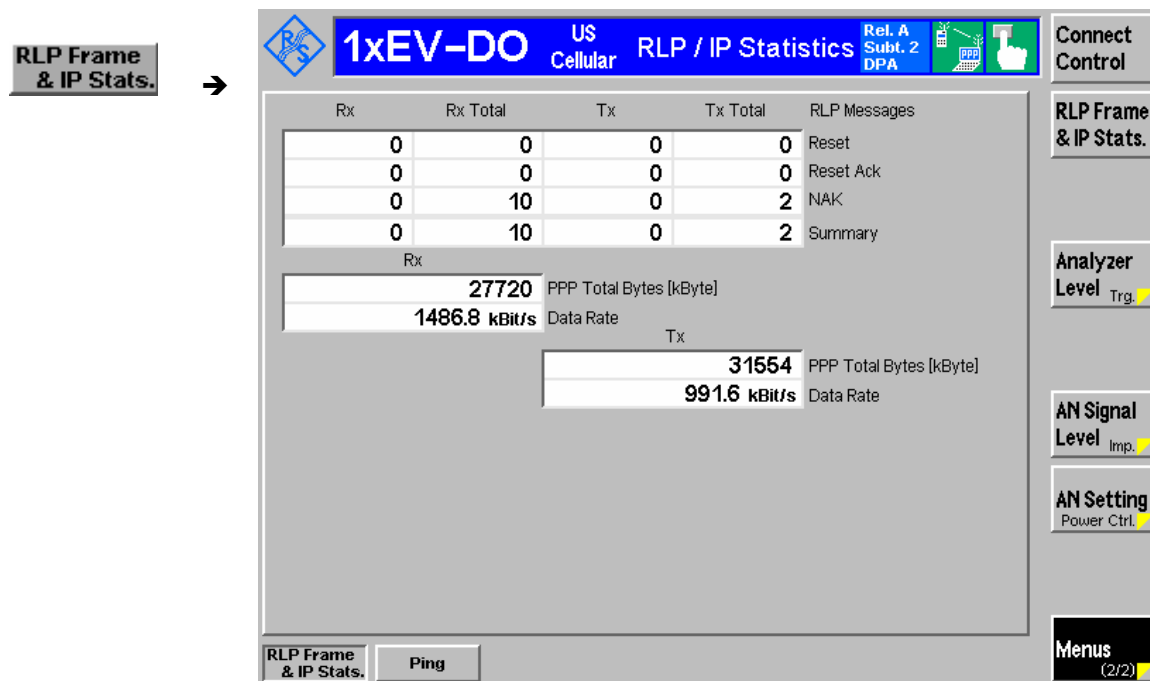 RLP Frame
& IP Stats.
➔
R&S
1xEV–DO
US
Cellular
RLP / IP Statistics
Rel. A
Subt. 2
DPA
PPP
Connect
Control
Rx Rx Total Tx Tx Total RLP Messages
0 0 0 0 Reset
0 0 0 0 Reset Ack
0 10 0 2 NAK
0 10 0 2 Summary
Rx
27720 PPP Total Bytes [kByte]
1486.8 kBit/s Data Rate
Tx
31554 PPP Total Bytes [kByte]
991.6 kBit/s Data Rate
RLP Frame
& IP Stats.
Analyzer
Level Trg.
AN Signal
Level Imp.
AN Setting
Power Ctrl.
RLP Frame
& IP Stats.
Ping
Menus
(2/2)